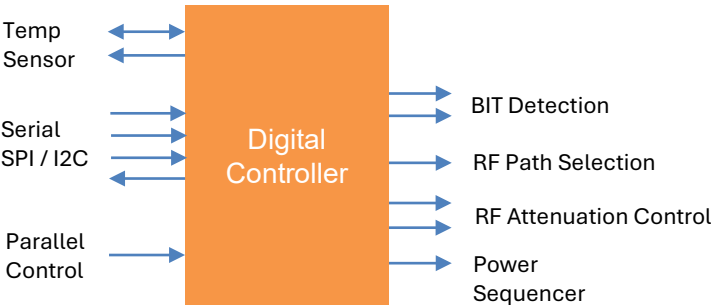 Temp
Sensor
Serial
SPI / I2C
Parallel
Control
Digital
Controller
BIT Detection
RF Path Selection
RF Attenuation Control
Power
Sequencer